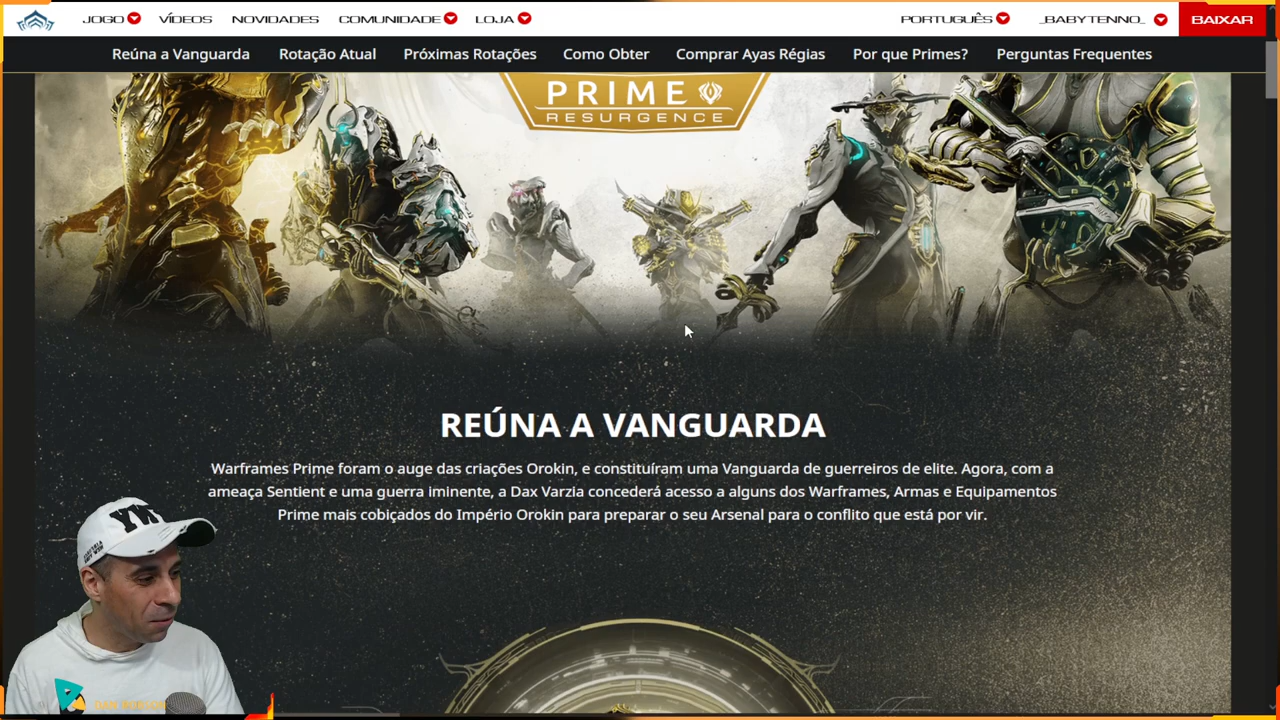 JOGO
VÍDEOS
NOVIDADES
COMUNIDADE
LOJA
PORTUGUÊS
_BABYTENNO_
BAIXAR
Reúna a Vanguarda
Rotação Atual
Próximas Rotações
Como Obter
Comprar Ayas Régias
Por que Primes?
Perguntas Frequentes
PRIME
RESURGENCE
REÚNA A VANGUARDA
Warframes Prime foram o auge das criações Orokin, e constituíram uma Vanguarda de guerreiros de elite. Agora, com a
ameaça Sentient e uma guerra iminente, a Dax Varzia concederá acesso a alguns dos Warframes, Armas e Equipamentos
Prime mais cobiçados do Império Orokin para preparar o seu Arsenal para o conflito que está por vir.
YW